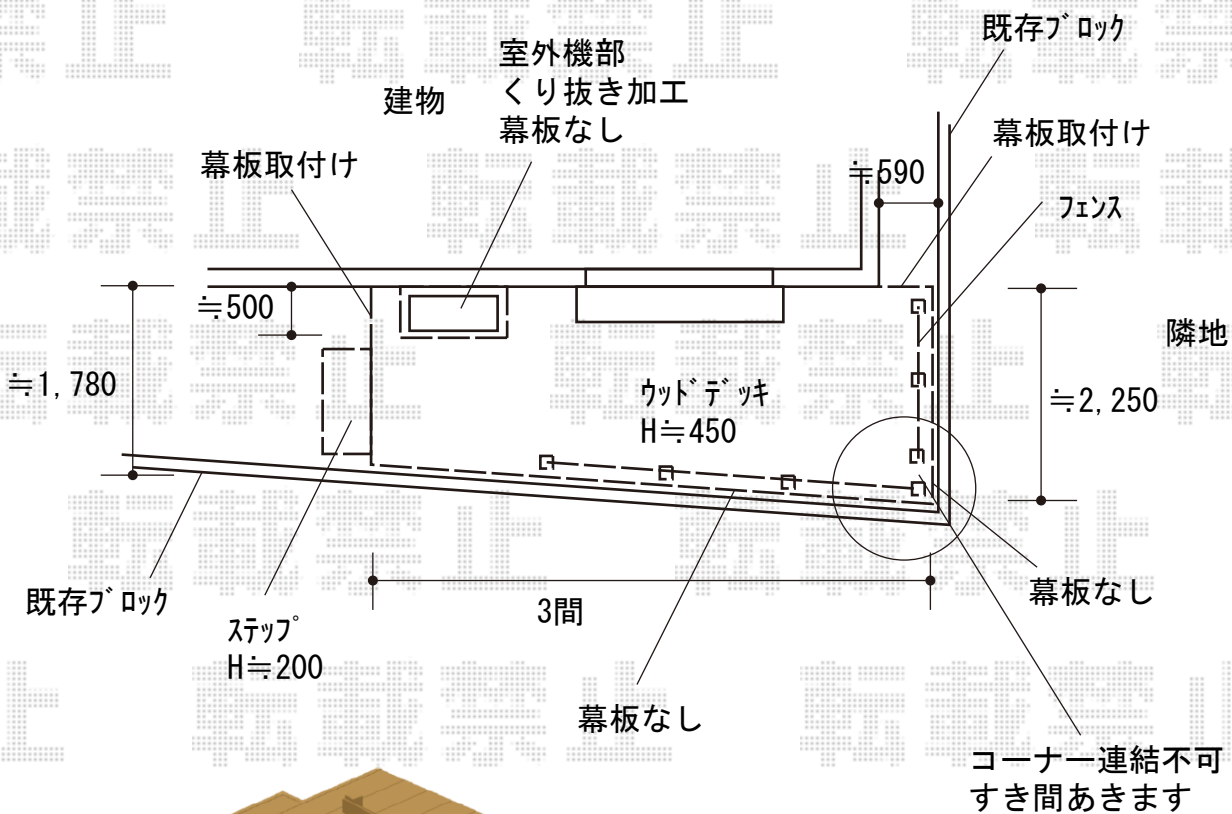 既存ブロック
室外機部
くり抜き加工
幕板なし
建物
幕板取付け
幕板取付け
≒590
フェンス
≒500
隣地
≒1,780
ウッドデッキ
H≒450
≒2,250
既存ブロック
3間
幕板なし
ステップ
H≒200
幕板なし
コーナー連結不可
すき間あきます
転載禁止